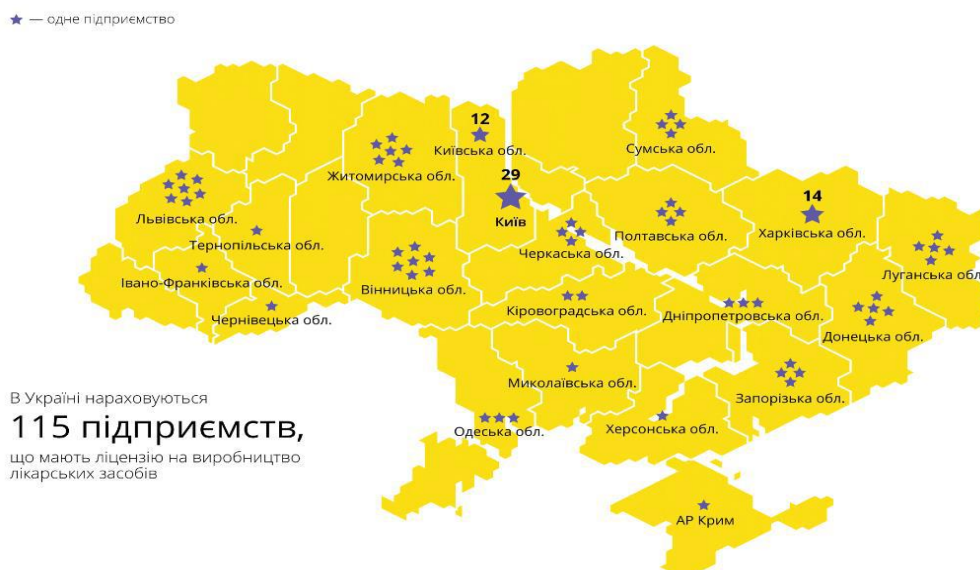 — одне підприємство
12
Київська обл.
Сумська обл.
Житомирська обл.
29
Київ
14
Харківська обл.
Львівська обл.
Тернопільська обл.
Полтавська обл.
Черкаська обл.
Луганська обл
Івано-Франківська обл.
Вінницька обл.
Чернівецька обл.
Кіровоградська обл.
Дніпропетровська обл.
Донецька обл.
Миколаївська обл.
Запорізька обл.
Одеська обл.
Херсонська обл.
АР Крим
В Україні нараховуються
115 підприємств,
що мають ліцензію на виробництво
лікарських засобів